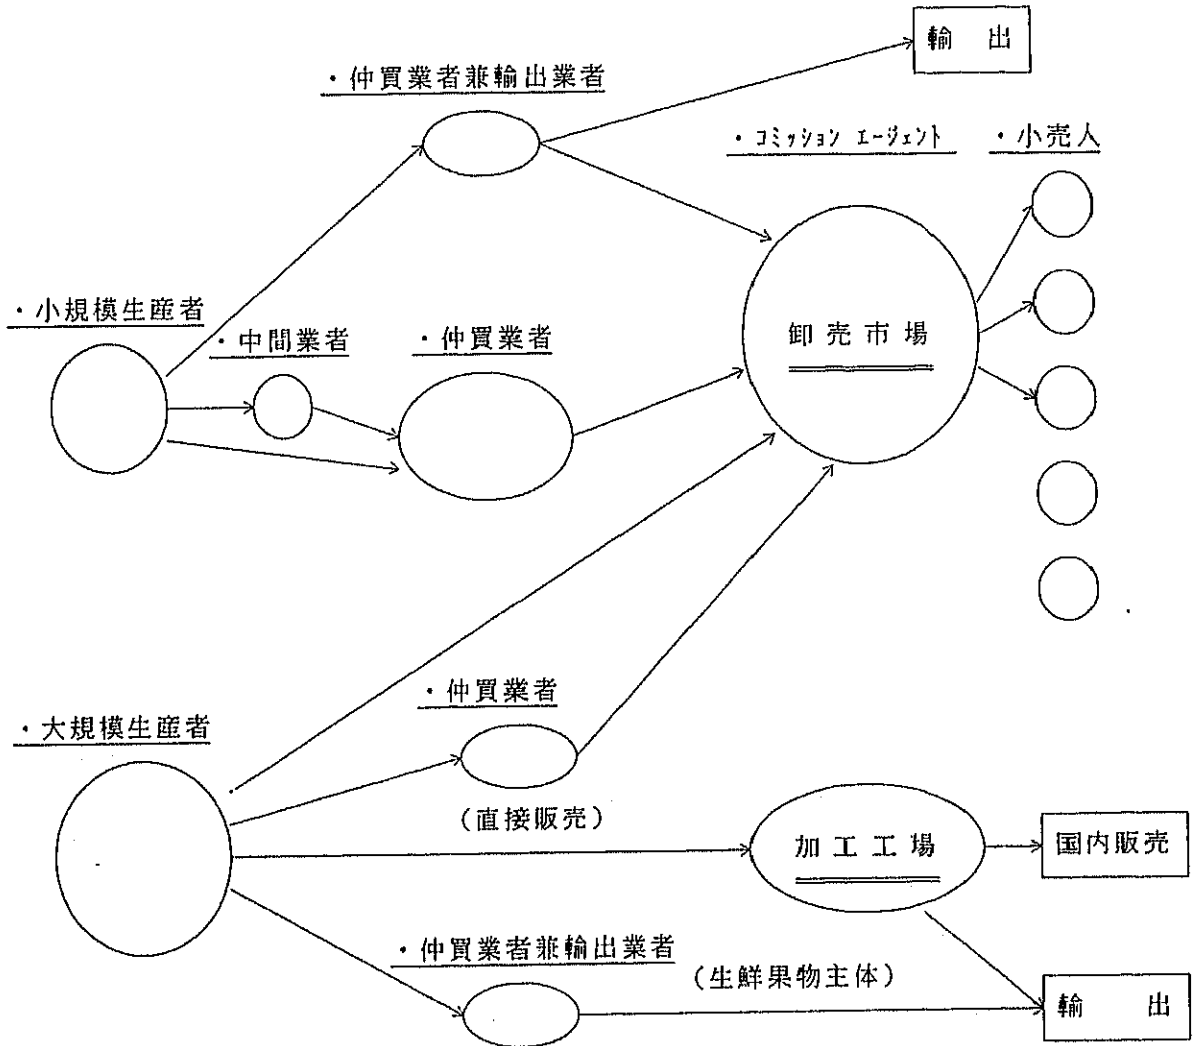 輸 出
・仲買業者兼輸出業者
・コミッション エージェント
・小売人
・小規模生産者
・中間業者
・仲買業者
卸売市場
・仲買業者
・大規模生産者
(直接販売)
加工工場
国内販売
・仲買業者兼輸出業者
(生鮮果物主体)
輸 出